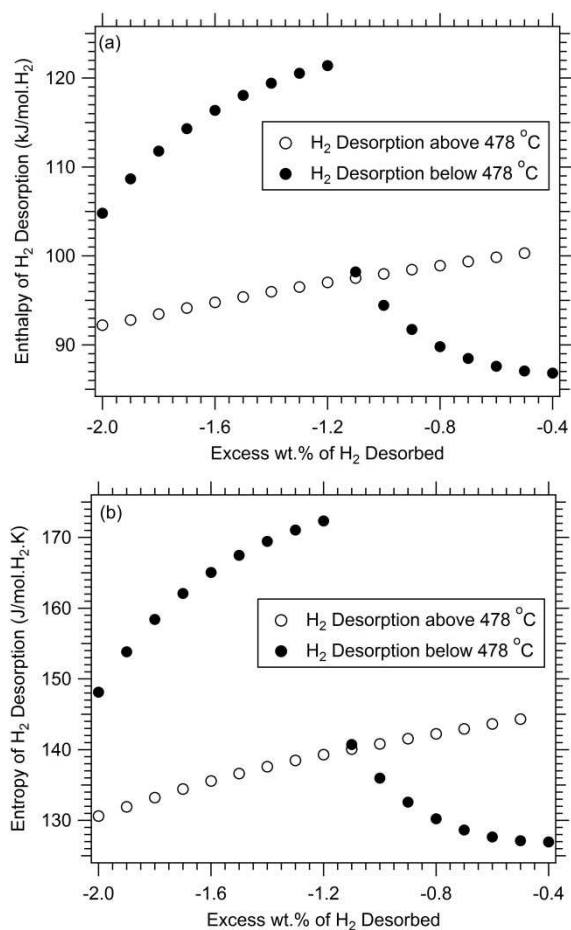 (a)
Enthalpy of H₂ Desorption (kJ/mol.H₂)
120
110
100
90
H₂ Desorption above 478 °C
H₂ Desorption below 478 °C
-2.0 -1.6 -1.2 -0.8 -0.4
Excess wt.% of H₂ Desorbed
(b)
Entropy of H₂ Desorption (J/mol.H₂.K)
170
160
150
140
130
H₂ Desorption above 478 °C
H₂ Desorption below 478 °C
-2.0 -1.6 -1.2 -0.8 -0.4
Excess wt.% of H₂ Desorbed